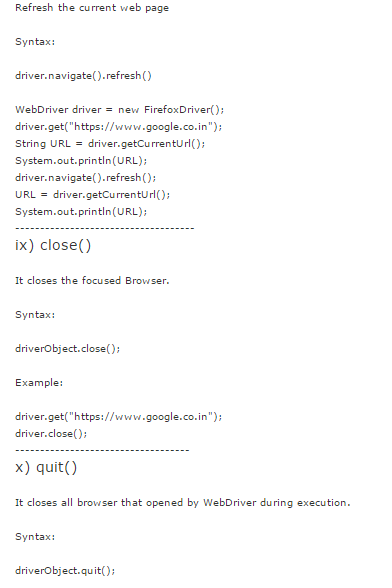 Refresh the current web page
Syntax:
driver.navigate().refresh()
WebDriver driver = new FirefoxDriver();
driver.get("https://www.google.co.in");
String URL = driver.getCurrentUrl();
System.out.println(URL);
driver.navigate().refresh();
URL = driver.getCurrentUrl();
System.out.println(URL);
------------------------------------
ix) close()
It closes the focused Browser.
Syntax:
driverObject.close();
Example:
driver.get("https://www.google.co.in");
driver.close();
-----------------------------------
x) quit()
It closes all browser that opened by WebDriver during execution.
Syntax:
driverObject.quit();